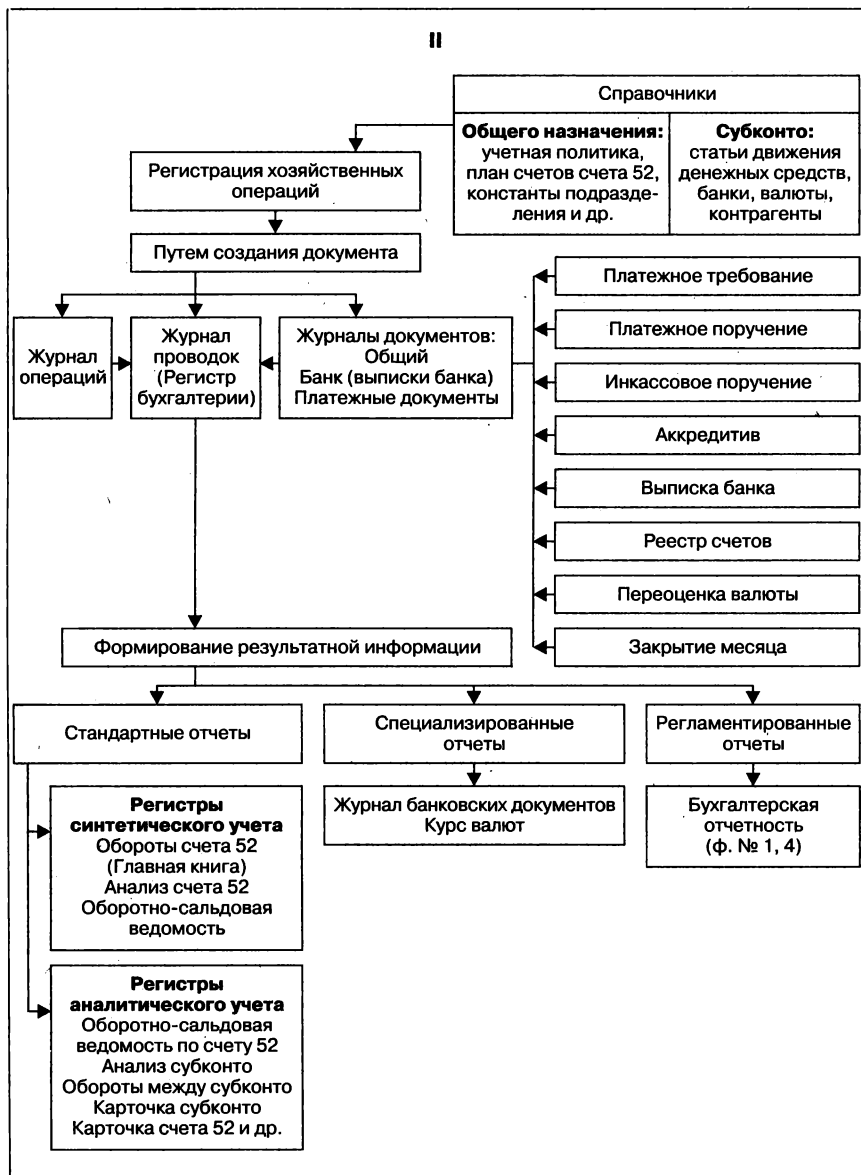 II
Справочники
Общего назначения:
учетная политика,
план счетов счета 52,
константы подразде-
ления и др.
Субконто:
статьи движения
денежных средств,
банки, валюты,
контрагенты
Регистрация хозяйственных
операций
Путем создания документа
Журнал
операций
Журнал
проводок
(Регистр
бухгалтерии)
Журналы документов:
Общий
Банк (выписки банка)
Платежные документы
Платежное требование
Платежное поручение
Инкассовое поручение
Аккредитив
Выписка банка
Реестр счетов
Переоценка валюты
Закрытие месяца
Формирование результатной информации
Стандартные отчеты
Специализированные
отчеты
Регламентированные
отчеты
Регистры
синтетического учета
Обороты счета 52
(Главная книга)
Анализ счета 52
Оборотно-сальдовая
ведомость
Журнал банковских документов
Курс валют
Бухгалтерская
отчетность
(ф. № 1, 4)
Регистры
аналитического учета
Оборотно-сальдовая
ведомость по счету 52
Анализ субконто
Обороты между субконто
Карточка субконто
Карточка счета 52 и др.